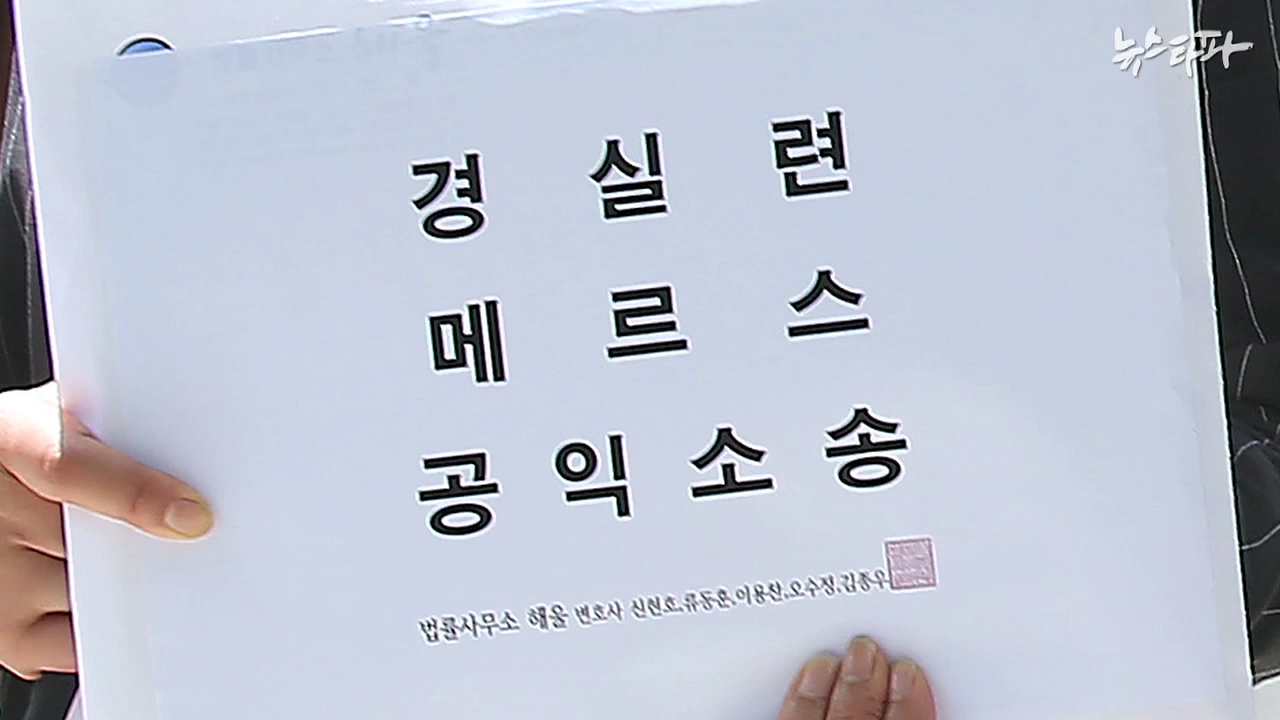 뉴스타파
경 실 련
메 르 스
공 익 소 송
법률사무소 해울 변호사 신현호,류동훈,이용찬,오수정,김종우